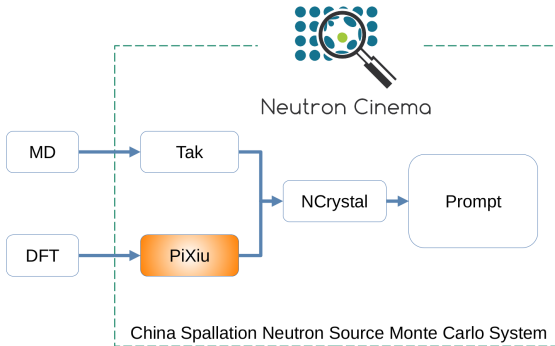 Neutron Cinema
MD
Tak
NCrystal
Prompt
DFT
PiXiu
China Spallation Neutron Source Monte Carlo System